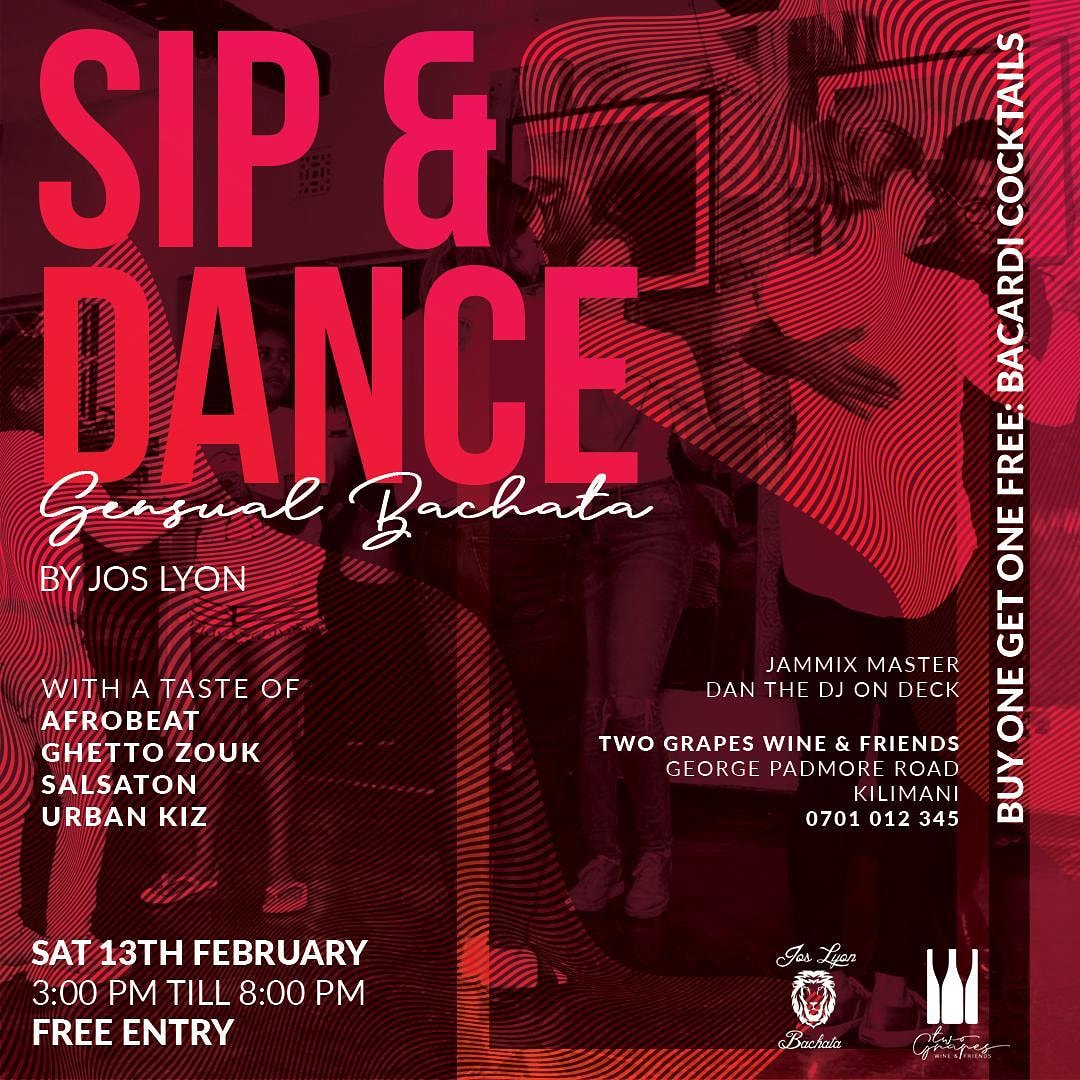 SIP &
DANCE
Sensual Bachata
BY JOS LYON
WITH A TASTE OF
AFROBEAT
GHETTO ZOUK
SALSATON
URBAN KIZ
SAT 13TH FEBRUARY
3:00 PM TILL 8:00 PM
FREE ENTRY
JAMMIX MASTER
DAN THE DJ ON DECK
TWO GRAPES WINE & FRIENDS
GEORGE PADMORE ROAD
KILIMANI
0701 012 345
BUY ONE GET ONE FREE: BACARDI COCKTAILS
Jos Lyon
Bachata
two
Grapes
WINE & FRIENDS